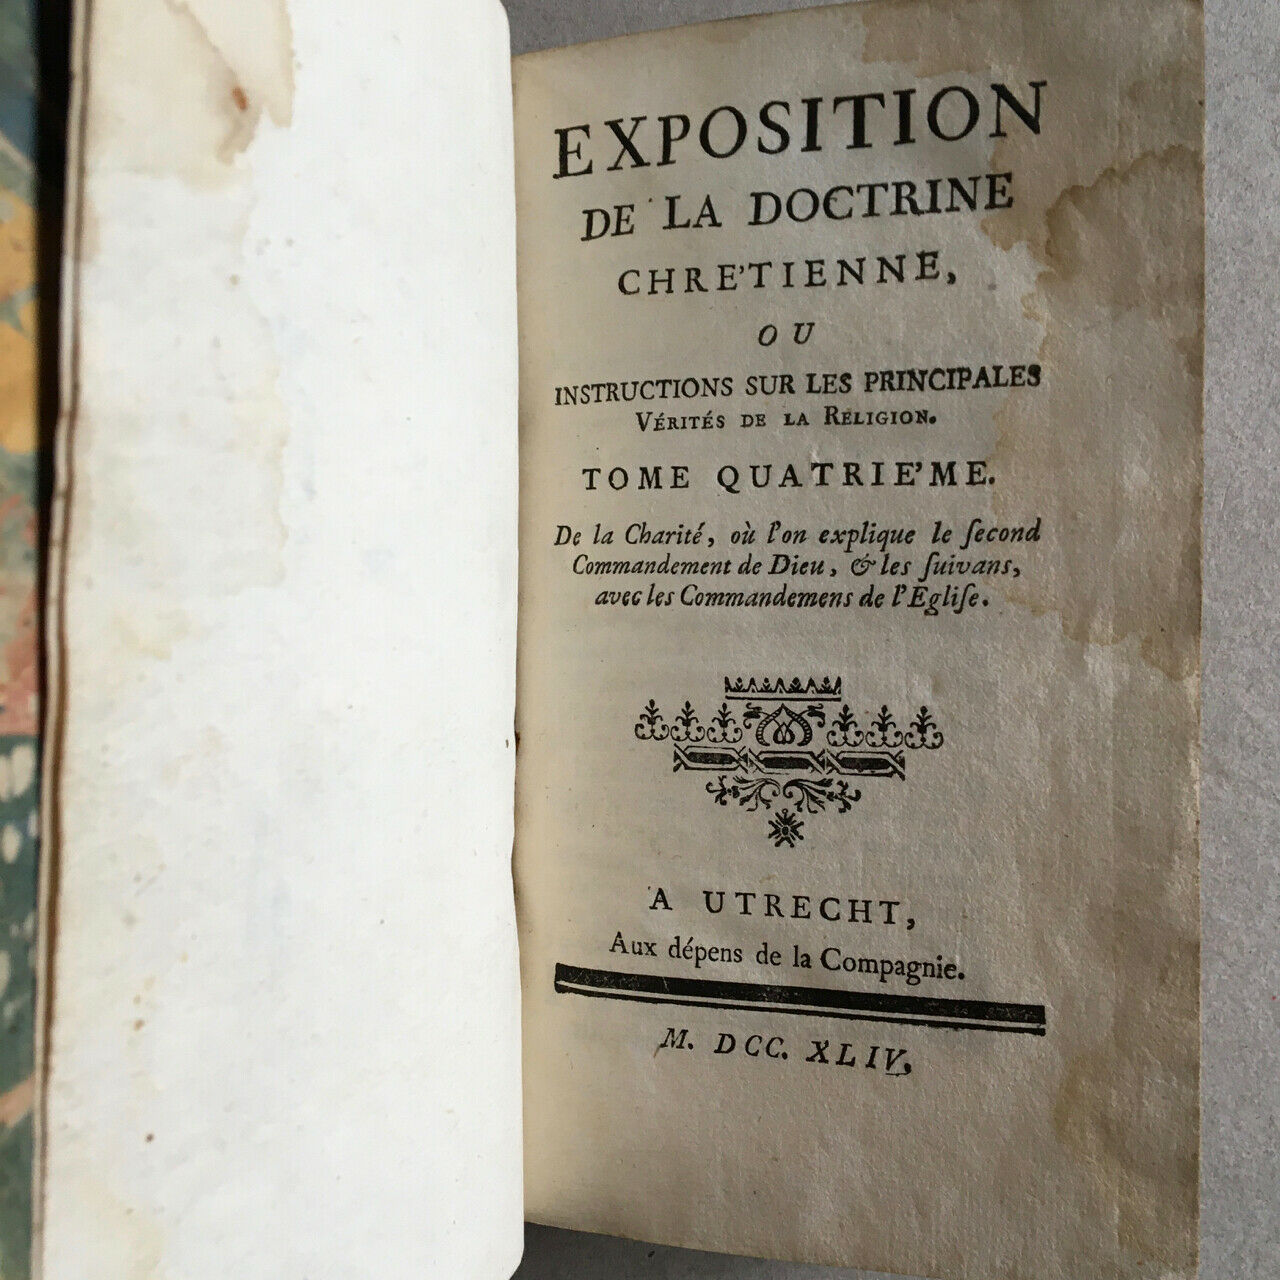 EXPOSITION
DE LA DOCTRINE
CHRE'TIENNE,
OU
INSTRUCTIONS SUR LES PRINCIPALES
VÉRITÉS DE LA RELIGION.
TOME QUATRIE'ME.
De la Charité, où l'on explique le ſecond
Commandement de Dieu, & les ſuivans,
avec les Commandemens de l'Egliſe.
A UTRECHT,
Aux dépens de la Compagnie.
M. DCC. XLIV.